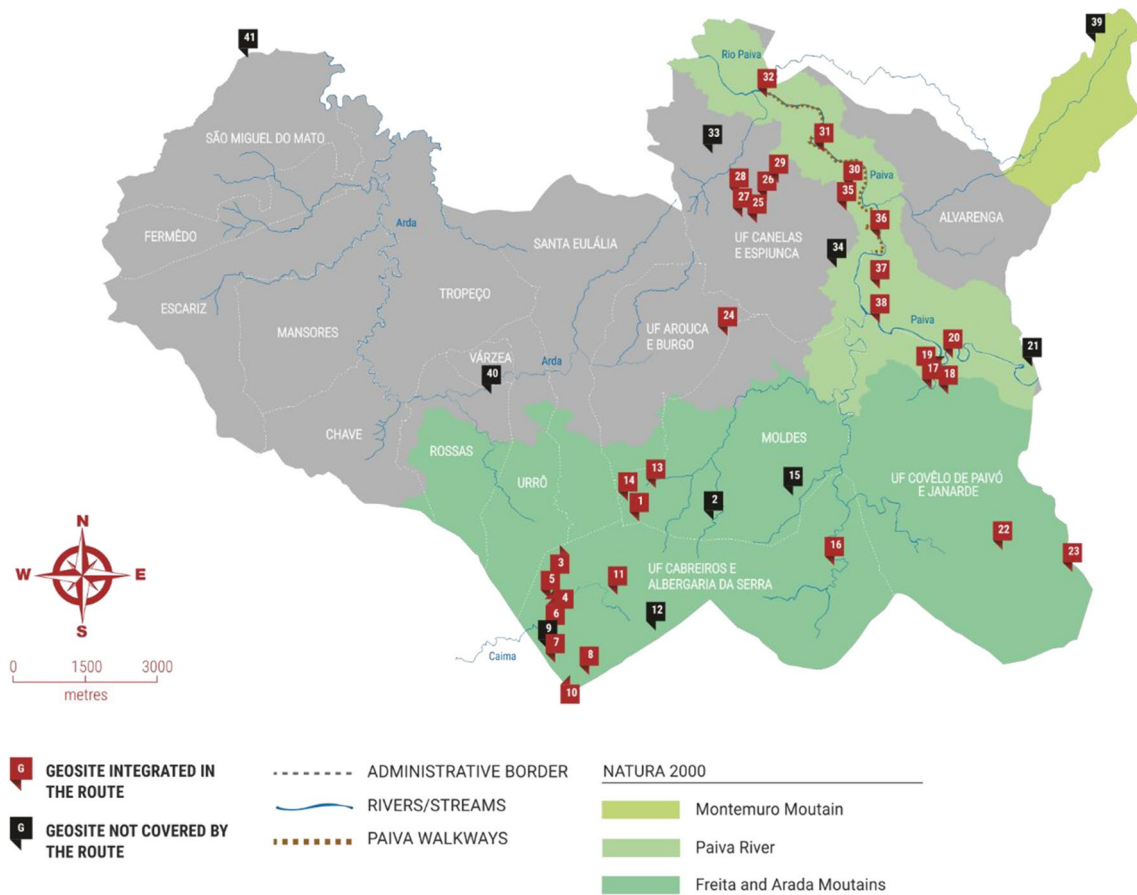 41
39
Rio Paiva
32
SÃO MIGUEL DO MATO
33
31
29
30
28
26
Paiva
27
25
35
Arda
36
ALVARENGA
FERMÊDO
SANTA EULÁLIA
UF CANELAS
E ESPIUNCA
34
37
TROPEÇO
ESCARIZ
38
MANSORES
24
UF AROUCA
E BURGO
Paiva
20
21
VÁRZEA
Arda
19
40
17
18
CHAVE
MOLDES
ROSSAS
13
URRÔ
14
15
UF COVÊLO DE PAIVÓ
E JANARDE
1
2
22
16
23
3
UF CABREIROS E
ALBERGARIA DA SERRA
5
11
4
6
12
9
7
Caima
8
10
N
W
E
S
0 1500 3000
metres
G GEOSITE INTEGRATED IN
THE ROUTE
G GEOSITE NOT COVERED BY
THE ROUTE
ADMINISTRATIVE BORDER
RIVERS/STREAMS
PAIVA WALKWAYS
NATURA 2000
Montemuro Moutain
Paiva River
Freita and Arada Moutains